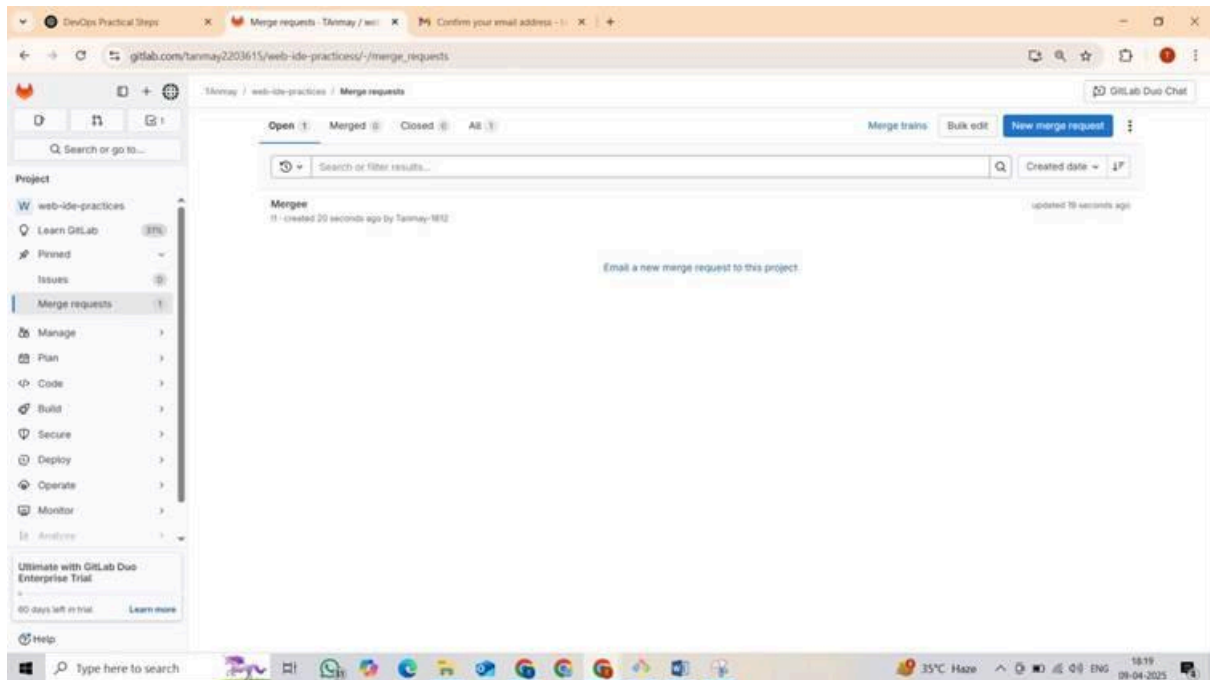 DevOps Practical Steps
Merge requests · TAnmay / we
Confirm your email address -
gitlab.com/tanmay2203615/web-ide-practicess/-/merge_requests
TAnmay / web-ide-practices / Merge requests
GitLab Duo Chat
1
Search or go to...
Project
W web-ide-practices
Learn GitLab
Pinned
Issues 0
Merge requests 1
Manage
Plan
Code
Build
Secure
Deploy
Operate
Monitor
Analyze
Ultimate with GitLab Duo
Enterprise Trial
60 days left in trial Learn more
Help
Open 1 Merged 0 Closed 0 All 1
Merge trains Bulk edit New merge request
Search or filter results...
Created date
Mergee
!1 · created 20 seconds ago by Tanmay-1812
updated 19 seconds ago
Email a new merge request to this project
Type here to search
35°C Haze ENG 18:19
09-04-2025